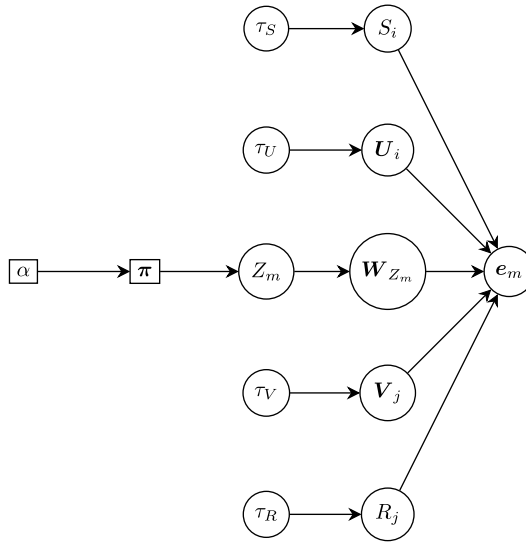 τ_S S_i
τ_U 𝑼_i
α 𝝅 Z_m 𝑾_{Z_m} 𝒆_m
τ_V 𝑽_j
τ_R R_j